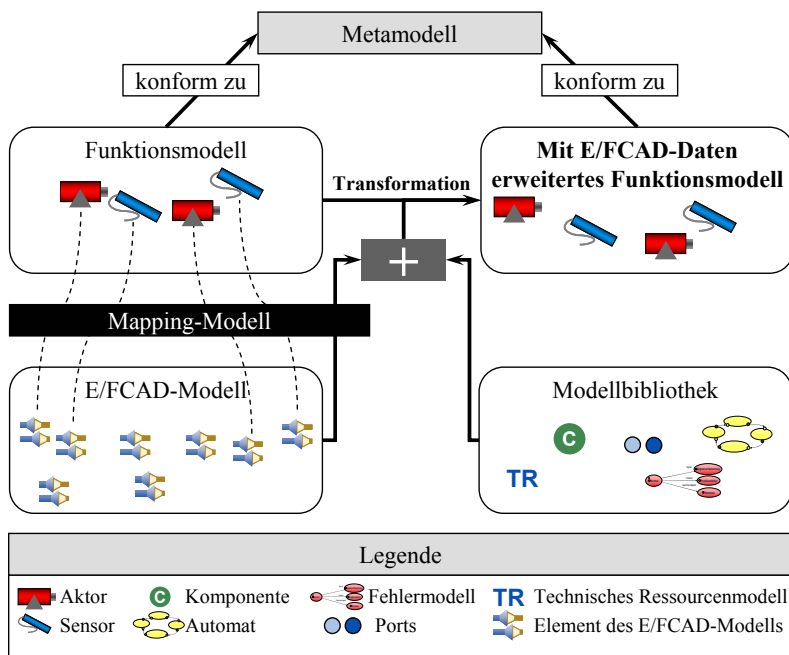 Metamodell
konform zu
konform zu
Funktionsmodell
Mit E/FCAD-Daten
erweitertes Funktionsmodell
Transformation
Mapping-Modell
E/FCAD-Modell
Modellbibliothek
C
TR
Legende
Aktor
C
Komponente
Fehlermodell
TR
Technisches Ressourcenmodell
Sensor
Automat
Ports
Element des E/FCAD-Modells